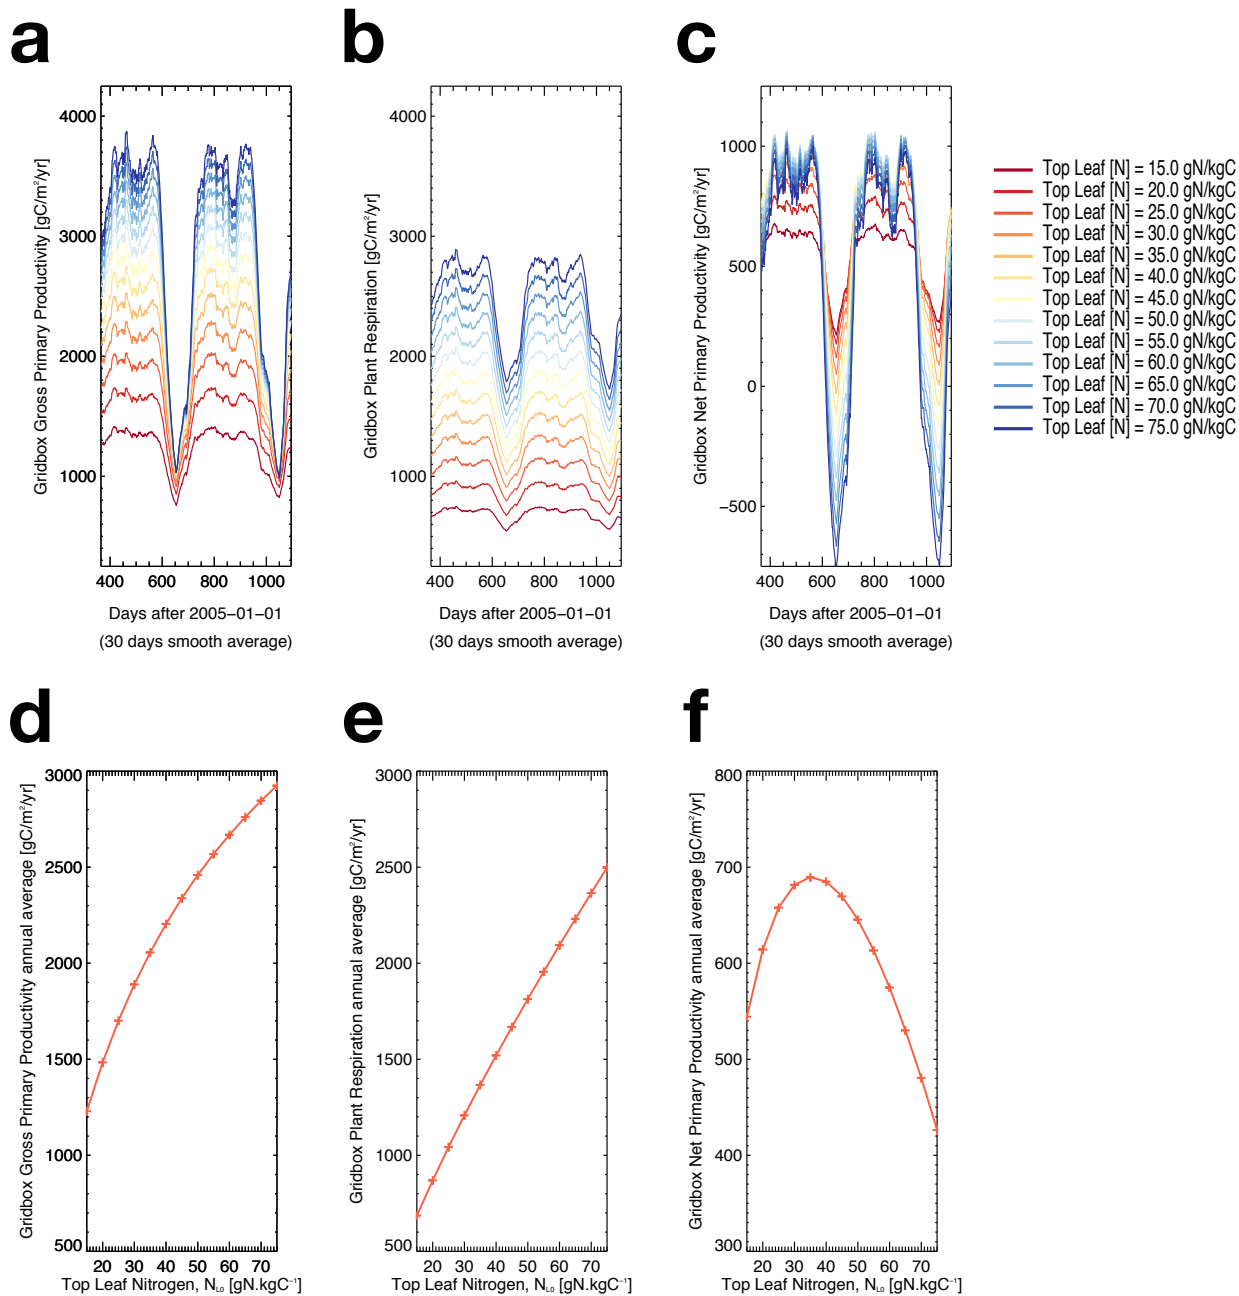 a
b
c
4000
3000
2000
1000
Gridbox Gross Primary Productivity [gC/m²/yr]
400 600 800 1000
Days after 2005−01−01
(30 days smooth average)
4000
3000
2000
1000
Gridbox Plant Respiration [gC/m²/yr]
400 600 800 1000
Days after 2005−01−01
(30 days smooth average)
1000
500
0
−500
Gridbox Net Primary Productivity [gC/m²/yr]
400 600 800 1000
Days after 2005−01−01
(30 days smooth average)
Top Leaf [N] = 15.0 gN/kgC
Top Leaf [N] = 20.0 gN/kgC
Top Leaf [N] = 25.0 gN/kgC
Top Leaf [N] = 30.0 gN/kgC
Top Leaf [N] = 35.0 gN/kgC
Top Leaf [N] = 40.0 gN/kgC
Top Leaf [N] = 45.0 gN/kgC
Top Leaf [N] = 50.0 gN/kgC
Top Leaf [N] = 55.0 gN/kgC
Top Leaf [N] = 60.0 gN/kgC
Top Leaf [N] = 65.0 gN/kgC
Top Leaf [N] = 70.0 gN/kgC
Top Leaf [N] = 75.0 gN/kgC
d
e
f
3000
2500
2000
1500
1000
500
Gridbox Gross Primary Productivity annual average [gC/m²/yr]
20 30 40 50 60 70
Top Leaf Nitrogen, N_L0 [gN.kgC⁻¹]
3000
2500
2000
1500
1000
500
Gridbox Plant Respiration annual average [gC/m²/yr]
20 30 40 50 60 70
Top Leaf Nitrogen, N_L0 [gN.kgC⁻¹]
800
700
600
500
400
300
Gridbox Net Primary Productivity annual average [gC/m²/yr]
20 30 40 50 60 70
Top Leaf Nitrogen, N_L0 [gN.kgC⁻¹]